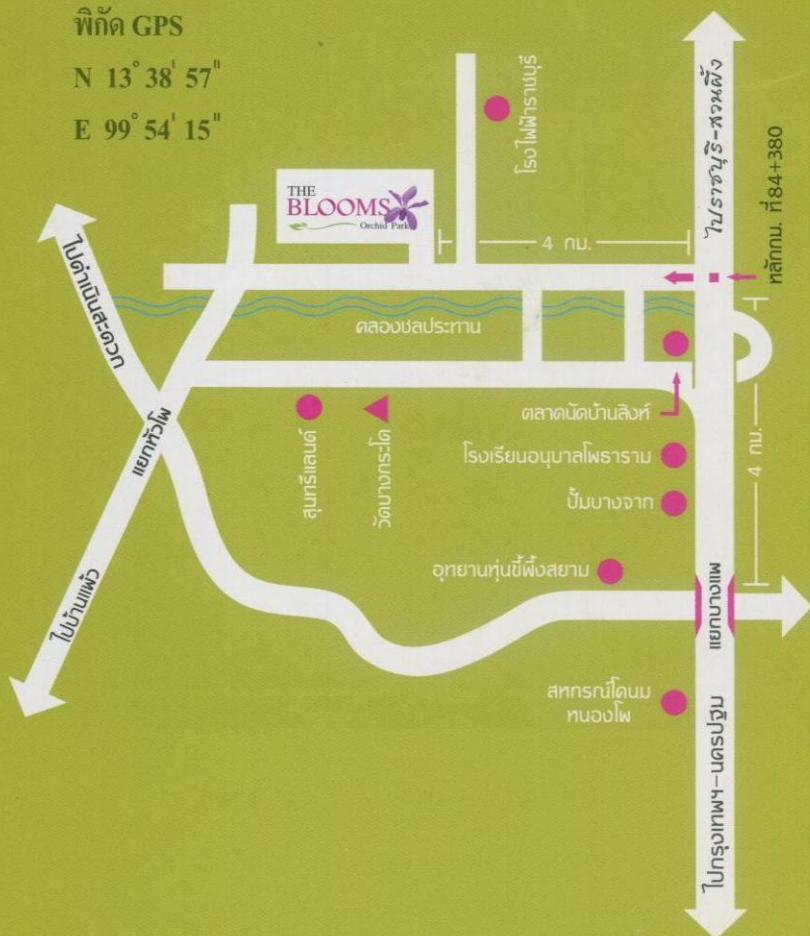 พิกัด GPS
N 13° 38' 57"
E 99° 54' 15"
โรงไฟฟ้าราชบุรี
ไปราชบุรี-สวนผึ้ง
THE
BLOOMS
Orchid Park
4 กม.
หลักกม. ที่ 84+380
ไปดำเนินสะดวก
คลองชลประทาน
แยกหัวโพ
สุนทรีแลนด์
วัดบางกระโด
ตลาดนัดบ้านสิงห์
โรงเรียนอนุบาลโพธาราม
4 กม.
ปั๊มบางจาก
อุทยานหุ่นขี้ผึ้งสยาม
แยกบางแพ
ไปบ้านแพ้ว
สหกรณ์โคนม
หนองโพ
ไปกรุงเทพฯ-นครปฐม